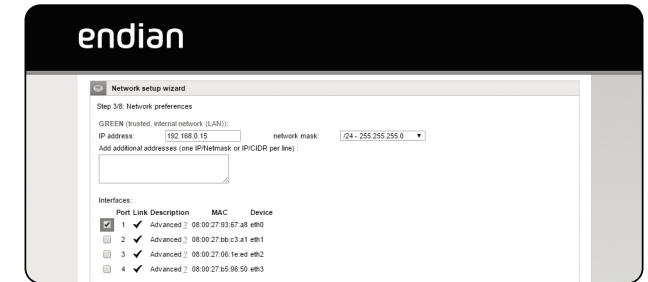 endian
Network setup wizard
Step 3/8: Network preferences
GREEN (trusted, internal network (LAN)):
IP address: 192.168.0.15 network mask: /24 - 255.255.255.0
Add additional addresses (one IP/Netmask or IP/CIDR per line) :
Interfaces:
Port Link Description MAC Device
1 Advanced ? 08:00:27:93:67:a8 eth0
2 Advanced ? 08:00:27:bb:c3:a1 eth1
3 Advanced ? 08:00:27:06:1e:ed eth2
4 Advanced ? 08:00:27:b5:96:50 eth3